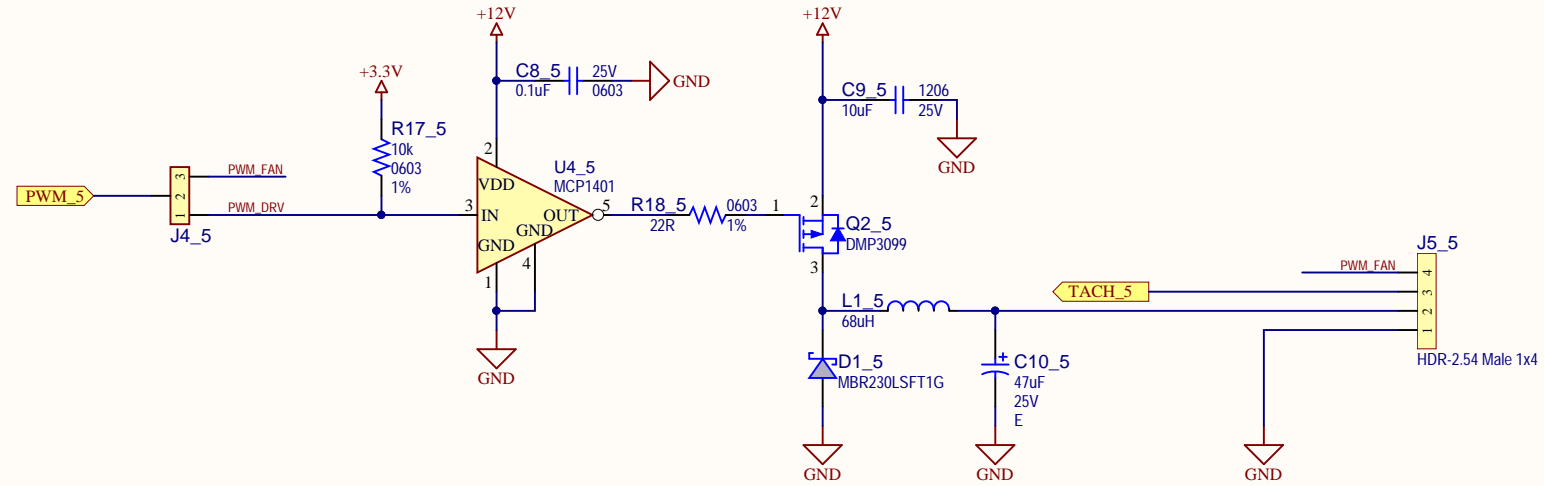 +12V
+12V
+3.3V
C8_5
0.1uF
25V
0603
GND
C9_5
10uF
1206
25V
GND
R17_5
10k
0603
1%
PWM_5
3
2
1
J4_5
PWM_FAN
PWM_DRV
2
VDD
U4_5
MCP1401
3
IN
OUT
5
GND
GND
4
1
GND
R18_5
22R
0603
1%
1
2
3
Q2_5
DMP3099
L1_5
68uH
D1_5
MBR230LSFT1G
GND
C10_5
47uF
25V
E
GND
TACH_5
PWM_FAN
J5_5
4
3
2
1
HDR-2.54 Male 1x4
GND